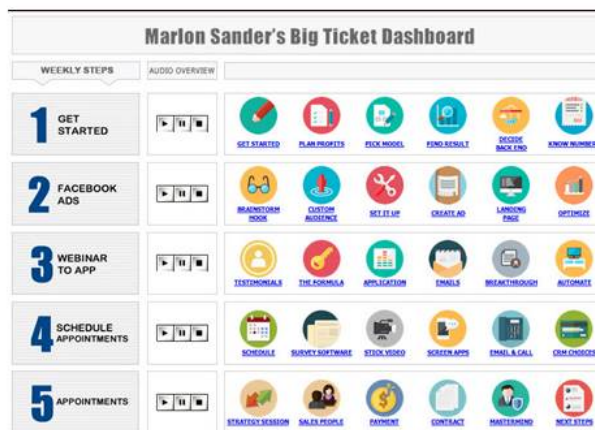 Marlon Sander's Big Ticket Dashboard
WEEKLY STEPS AUDIO OVERVIEW
1 GET STARTED
GET STARTED PLAN PROFITS PICK MODEL FIND RESULT DECIDE BACK END KNOW NUMBER
2 FACEBOOK ADS
BRAINSTORM HOOK CUSTOM AUDIENCE SET IT UP CREATE AD LANDING PAGE OPTIMIZE
3 WEBINAR TO APP
TESTIMONIALS THE FORMULA APPLICATION EMAILS BREAKTHROUGH AUTOMATE
4 SCHEDULE APPOINTMENTS
SCHEDULE SURVEY SOFTWARE STICK VIDEO SCREEN APPS EMAIL & CALL CRM CHOICES
5 APPOINTMENTS
STRATEGY SESSION SALES PEOPLE PAYMENT CONTRACT MASTERMIND NEXT STEPS